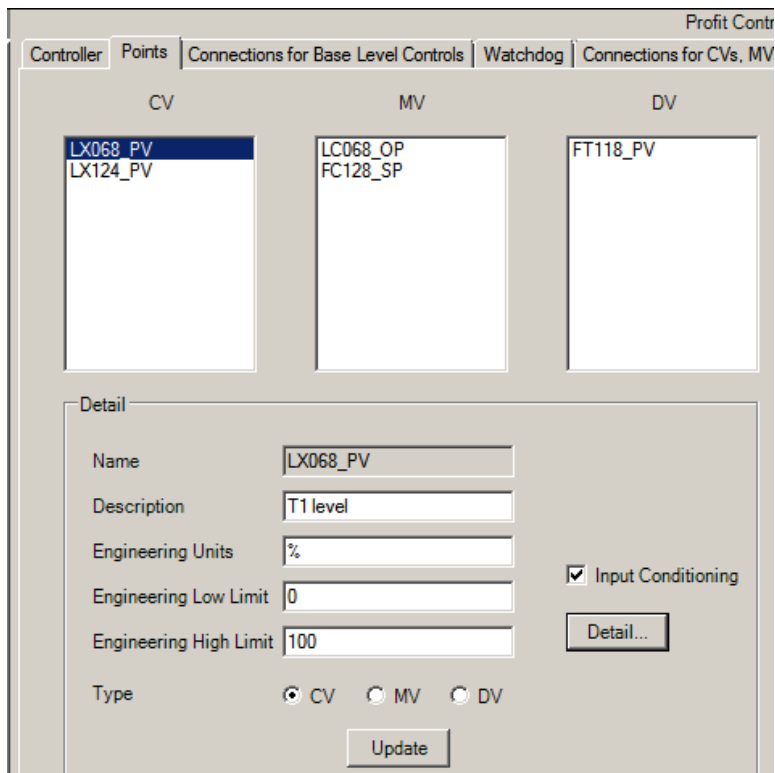 Profit Contr
Controller Points Connections for Base Level Controls Watchdog Connections for CVs, MV
CV MV DV
LX068_PV LC068_OP FT118_PV
LX124_PV FC128_SP
Detail
Name LX068_PV
Description T1 level
Engineering Units %
Input Conditioning
Engineering Low Limit 0
Detail...
Engineering High Limit 100
Type CV MV DV
Update